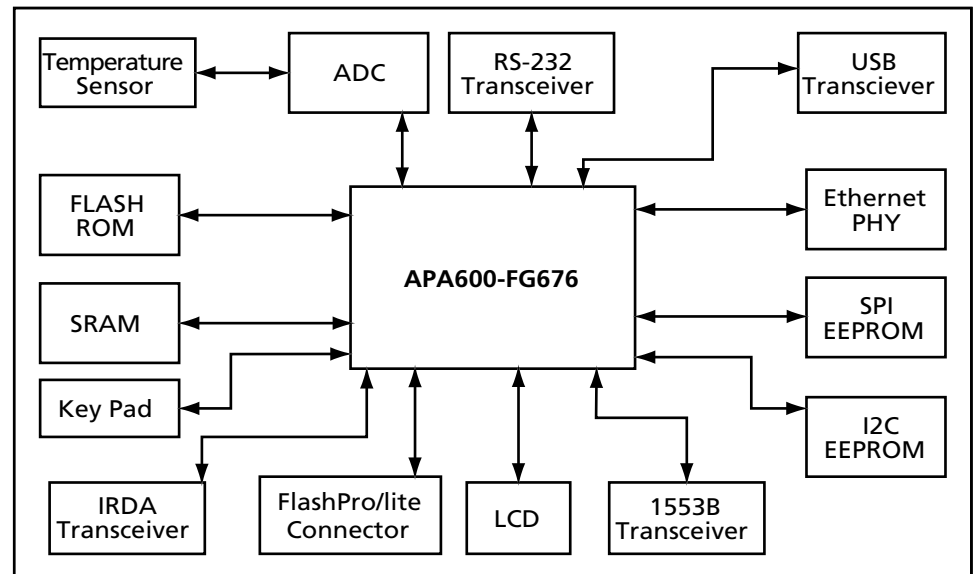 Temperature
Sensor
ADC
RS-232
Transceiver
USB
Transciever
FLASH
ROM
APA600-FG676
Ethernet
PHY
SRAM
SPI
EEPROM
Key Pad
I2C
EEPROM
IRDA
Transceiver
FlashPro/lite
Connector
LCD
1553B
Transceiver